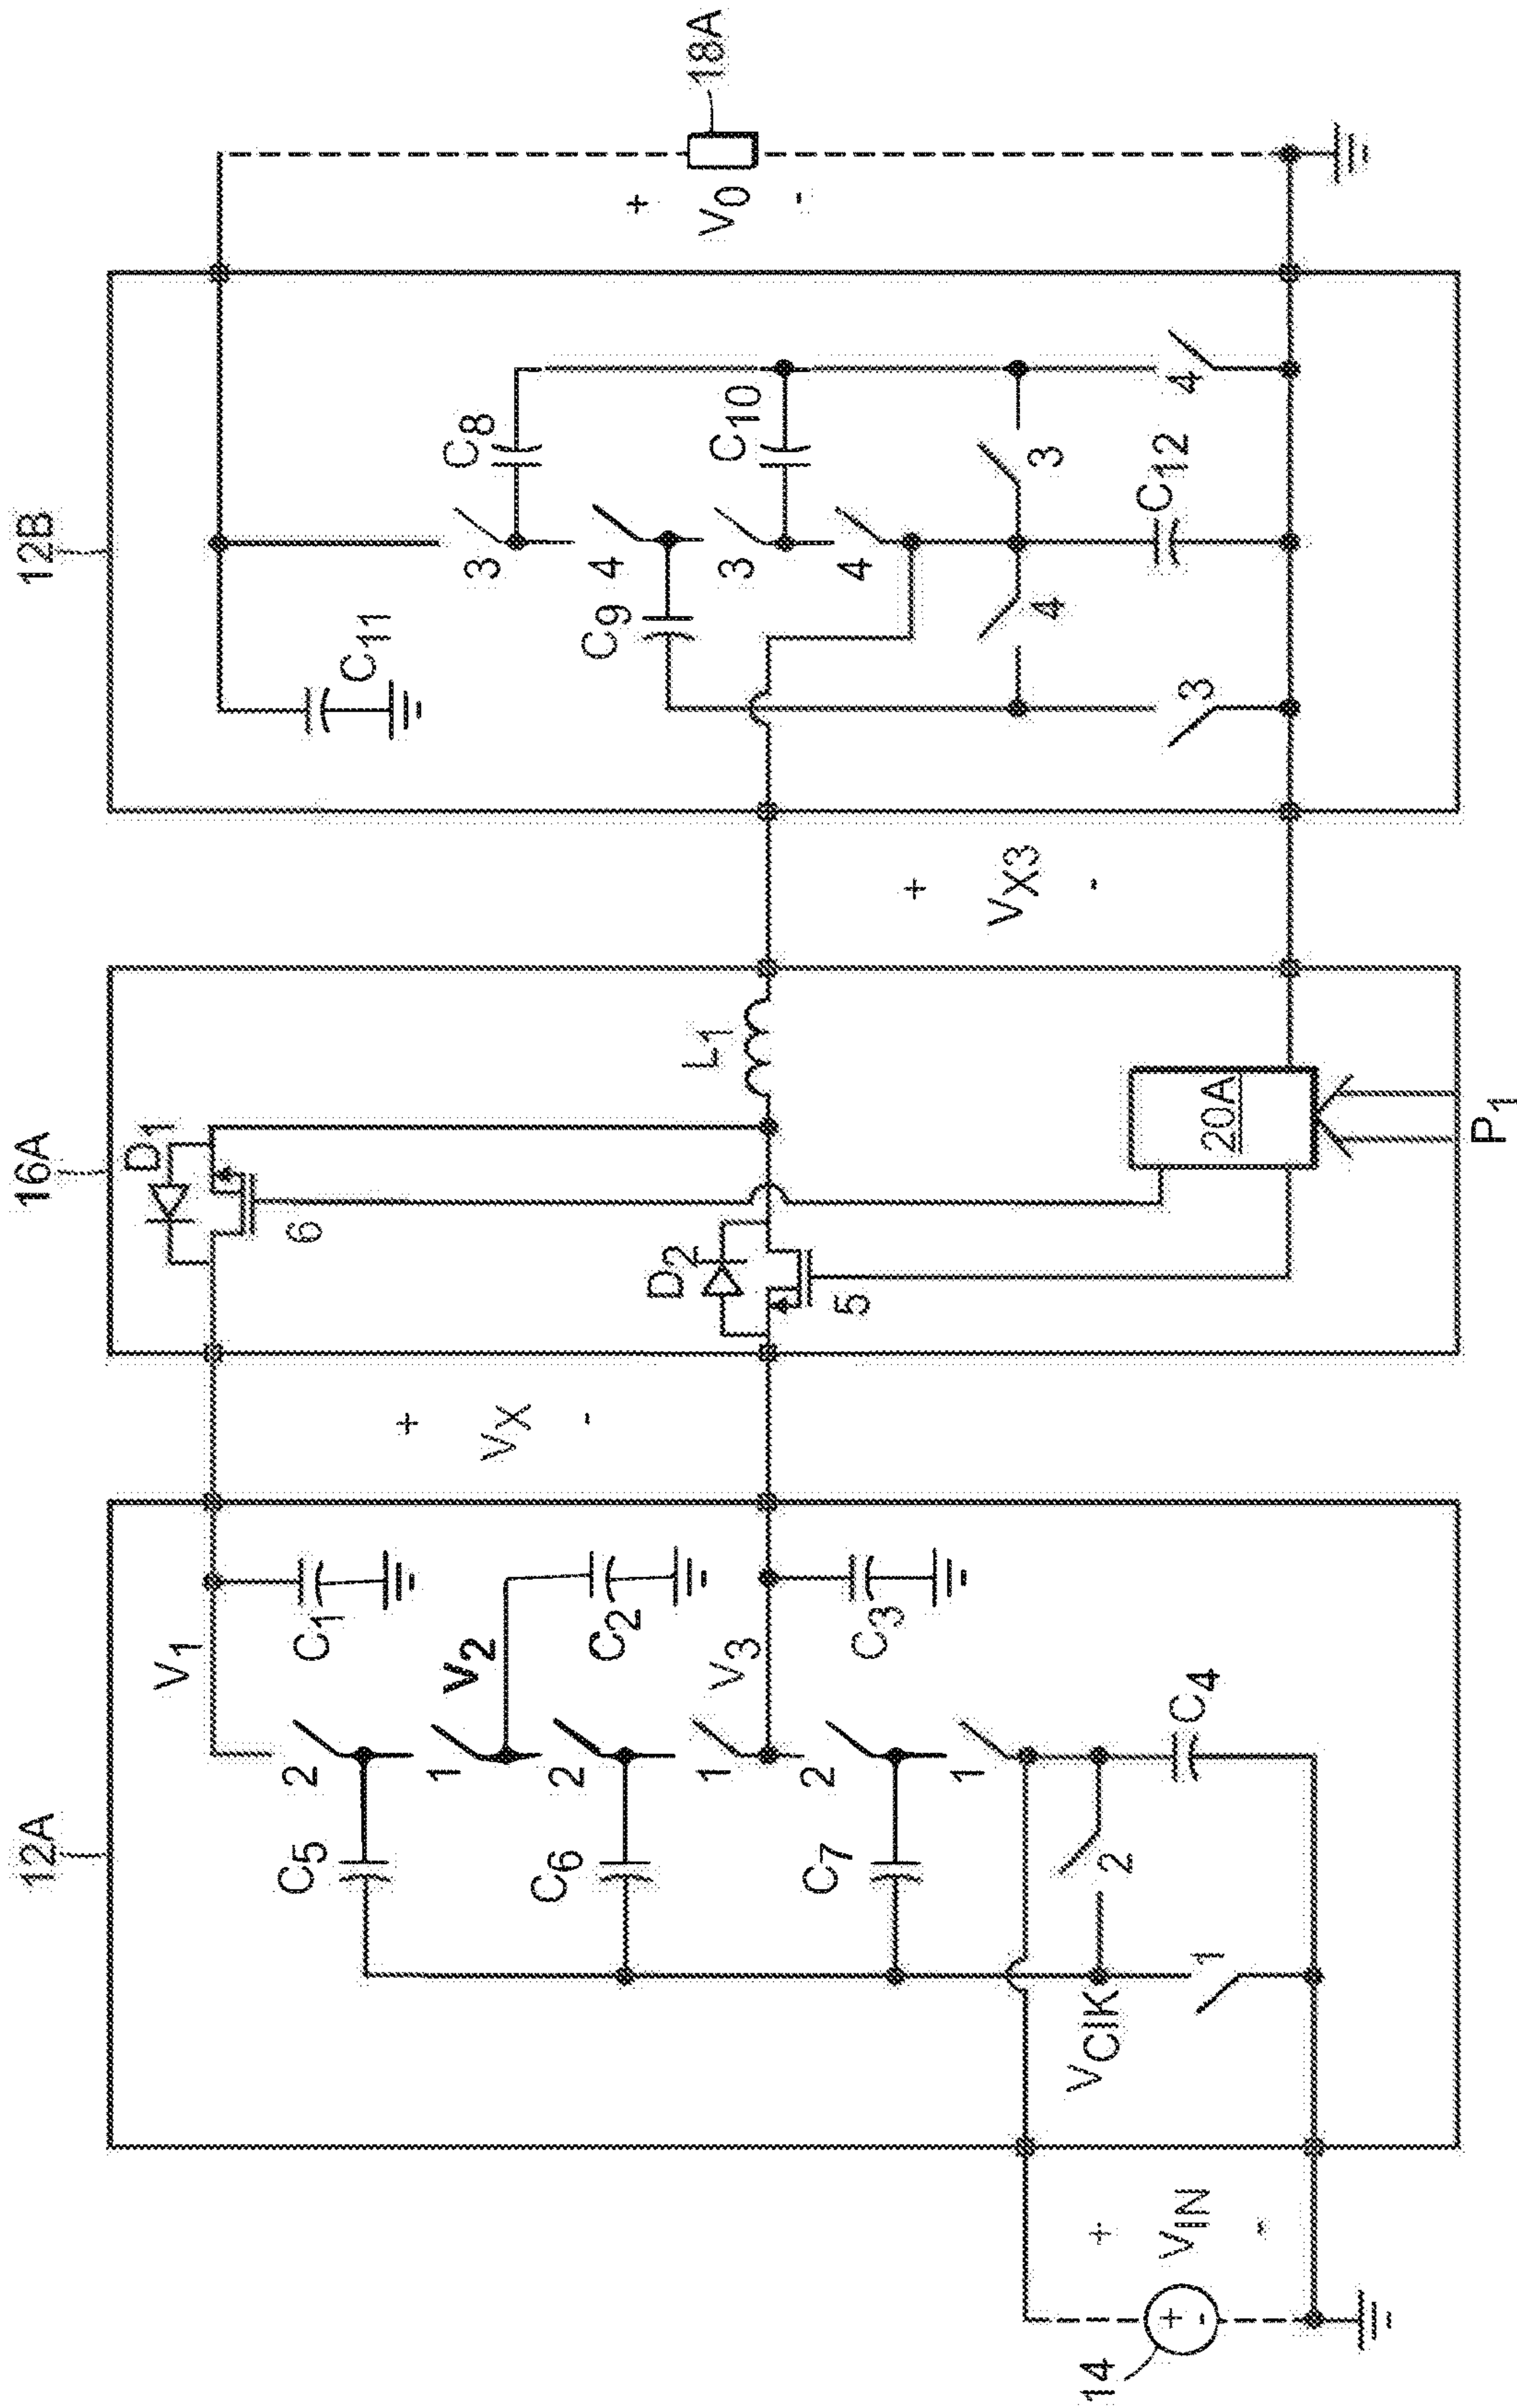 12A
16A
12B
14
+
-
+
VIN
-
VCIK
C5
C6
C7
C4
2
1
2
1
2
1
2
1
V1
V2
V3
C1
C2
C3
+
VX
-
D1
6
D2
5
L1
20A
P1
+
VX3
-
C11
C9
C8
C10
C12
3
4
3
4
4
3
3
4
+
V0
-
18A